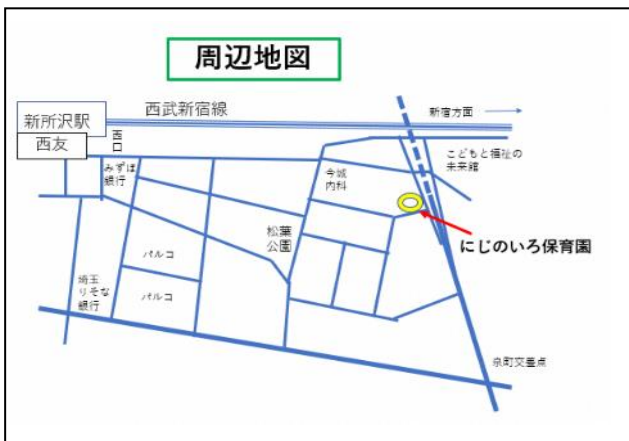 周辺地図
西武新宿線
新宿方面
新所沢駅
西友
西口
みずほ
銀行
こどもと福祉の
未来館
今城
内科
松葉
公園
にじのいろ保育園
パルコ
パルコ
埼玉
りそな
銀行
泉町交差点